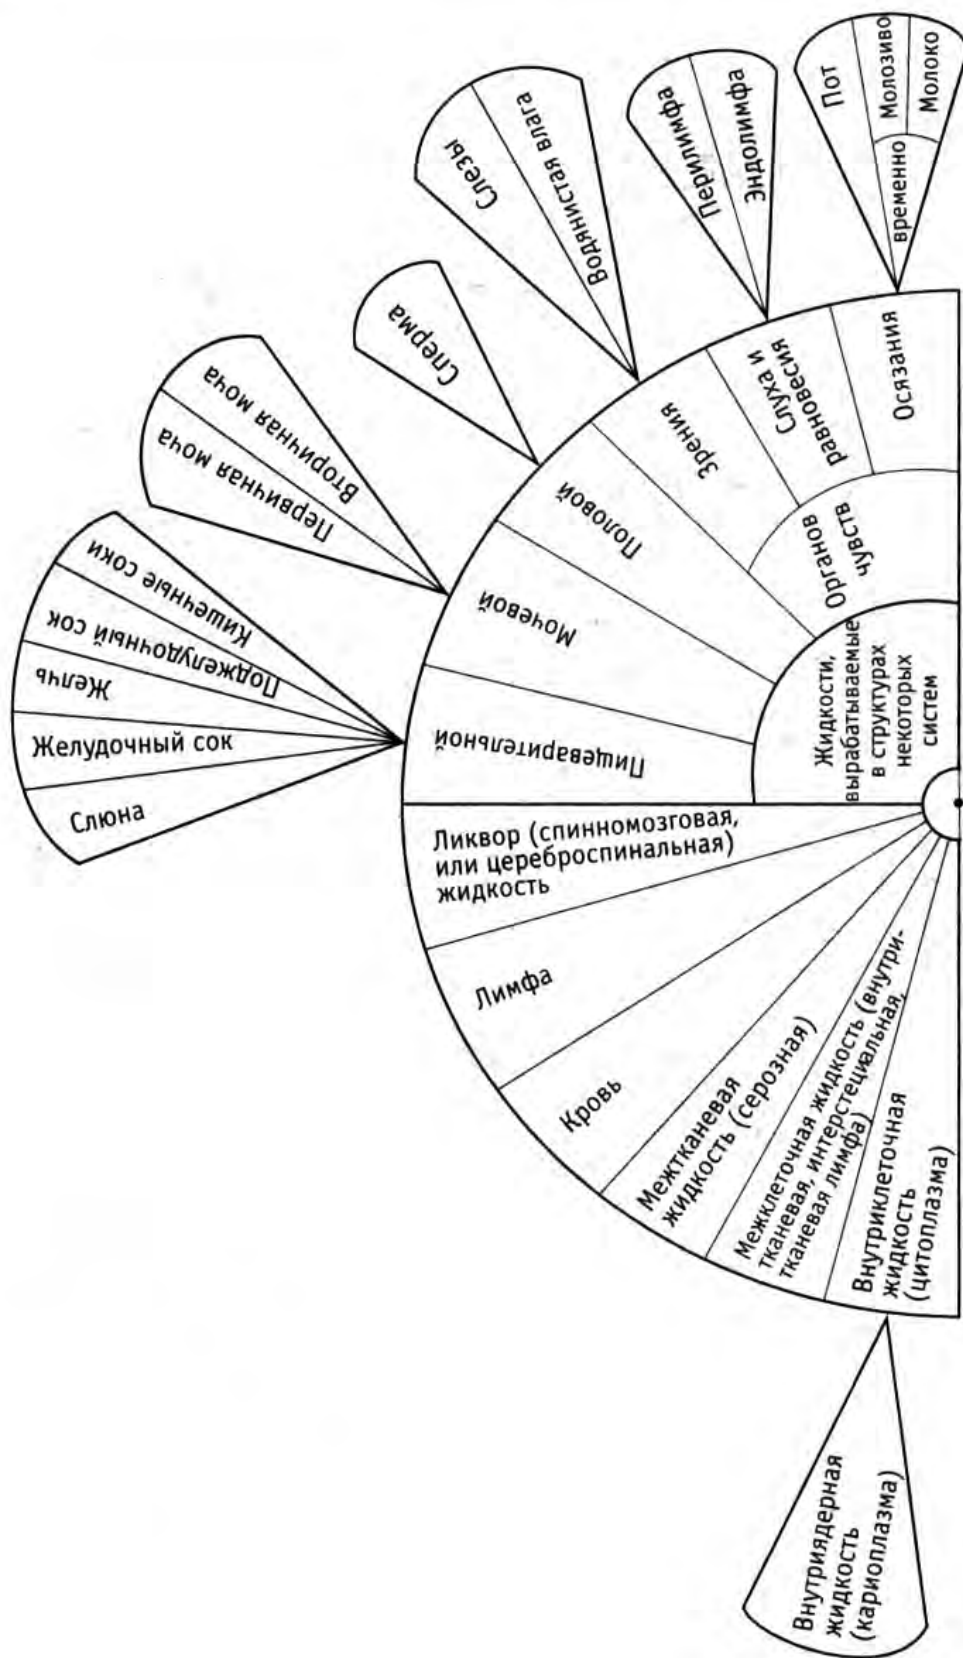 Внутриядерная
жидкость
(кариоплазма)
Внутриклеточная
жидкость
(цитоплазма)
Межклеточная жидкость (внутри-
тканевая, интерстециальная,
тканевая лимфа)
Межтканевая
жидкость (серозная)
Кровь
Лимфа
Ликвор (спинномозговая,
или цереброспинальная)
жидкость
Жидкости,
вырабатываемые
в структурах
некоторых
систем
Пищеварительной
Слюна
Желудочный сок
Желчь
Поджелудочный сок
Кишечные соки
Мочевой
Первичная моча
Вторичная моча
Половой
Сперма
Органов
чувств
Зрения
Слезы
Водянистая влага
Слуха и
равновесия
Перилимфа
Эндолимфа
Осязания
Пот
временно
Молозиво
Молоко